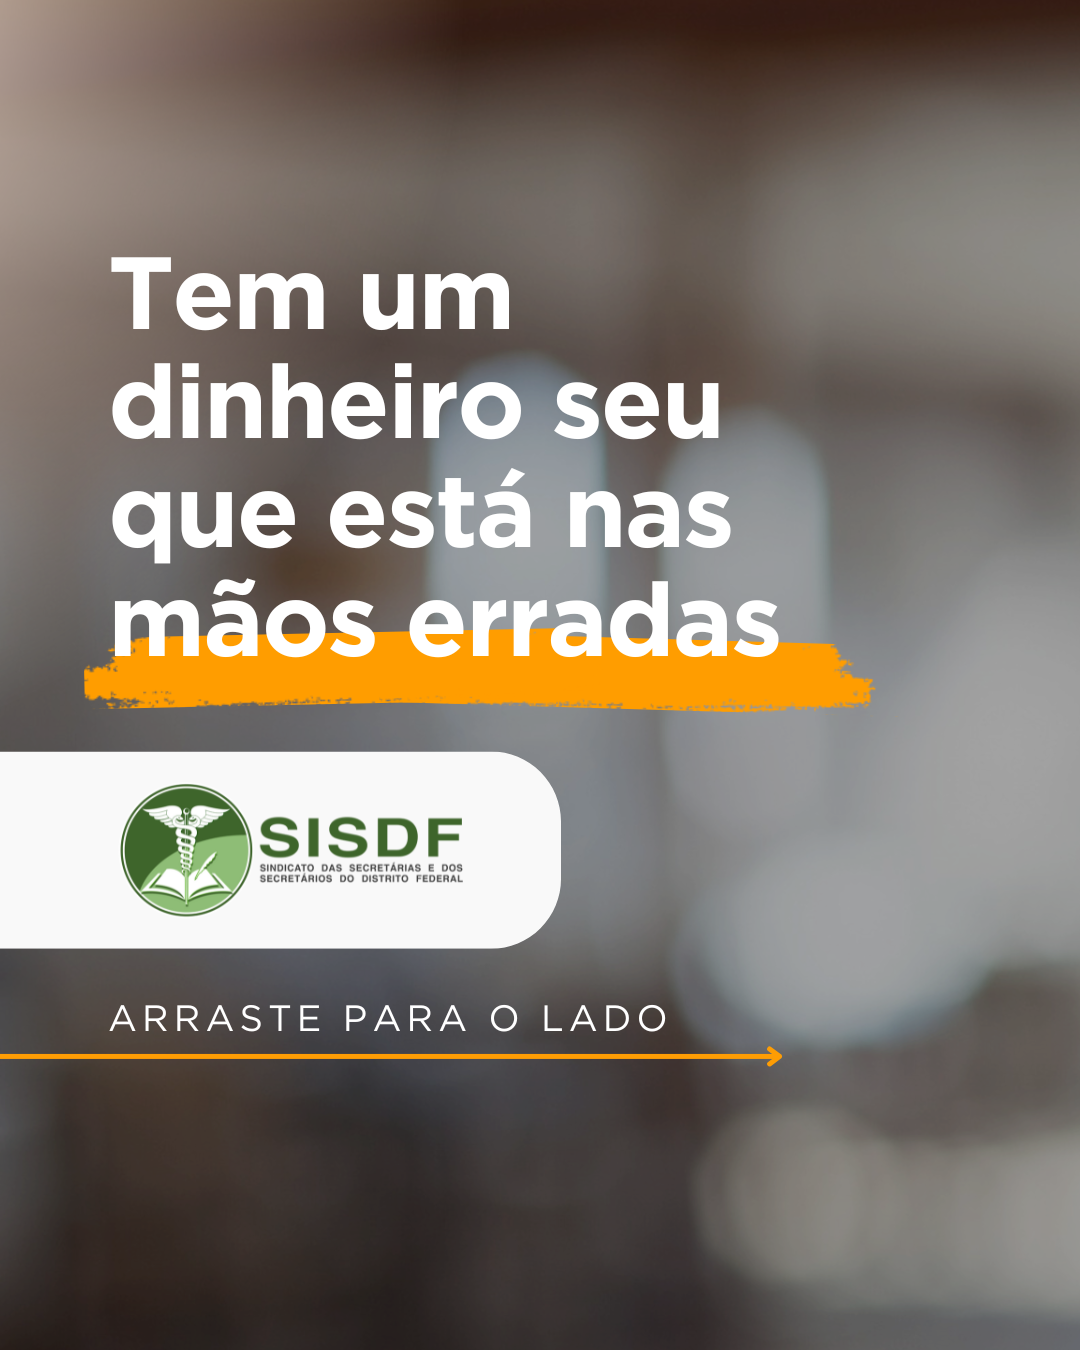 Tem um
dinheiro seu
que está nas
mãos erradas
SISDF
SINDICATO DAS SECRETÁRIAS E DOS
SECRETÁRIOS DO DISTRITO FEDERAL
ARRASTE PARA O LADO